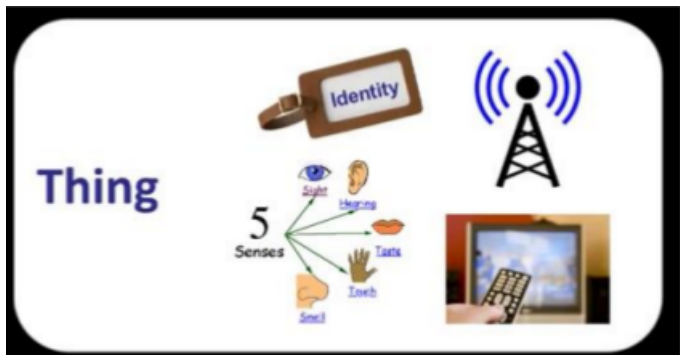 Thing
Identity
5
Senses
Sight
Hearing
Taste
Touch
Smell